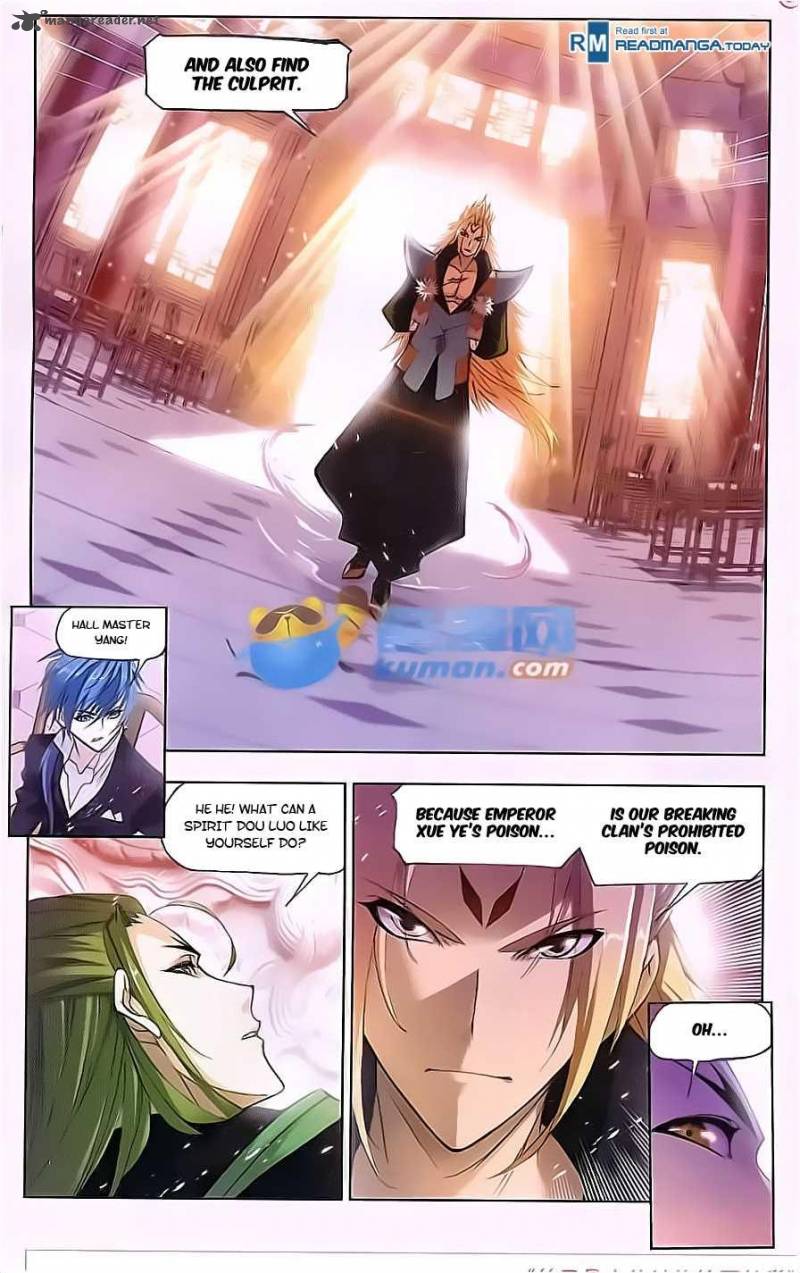 mangareader.net
Read first at
RM READMANGA.TODAY
AND ALSO FIND
THE CULPRIT.
HALL MASTER
YANG!
kuman.com
HE HE! WHAT CAN A
SPIRIT DOU LUO LIKE
YOURSELF DO?
BECAUSE EMPEROR
XUE YE'S POISON...
IS OUR BREAKING
CLAN'S PROHIBITED
POISON.
OH...